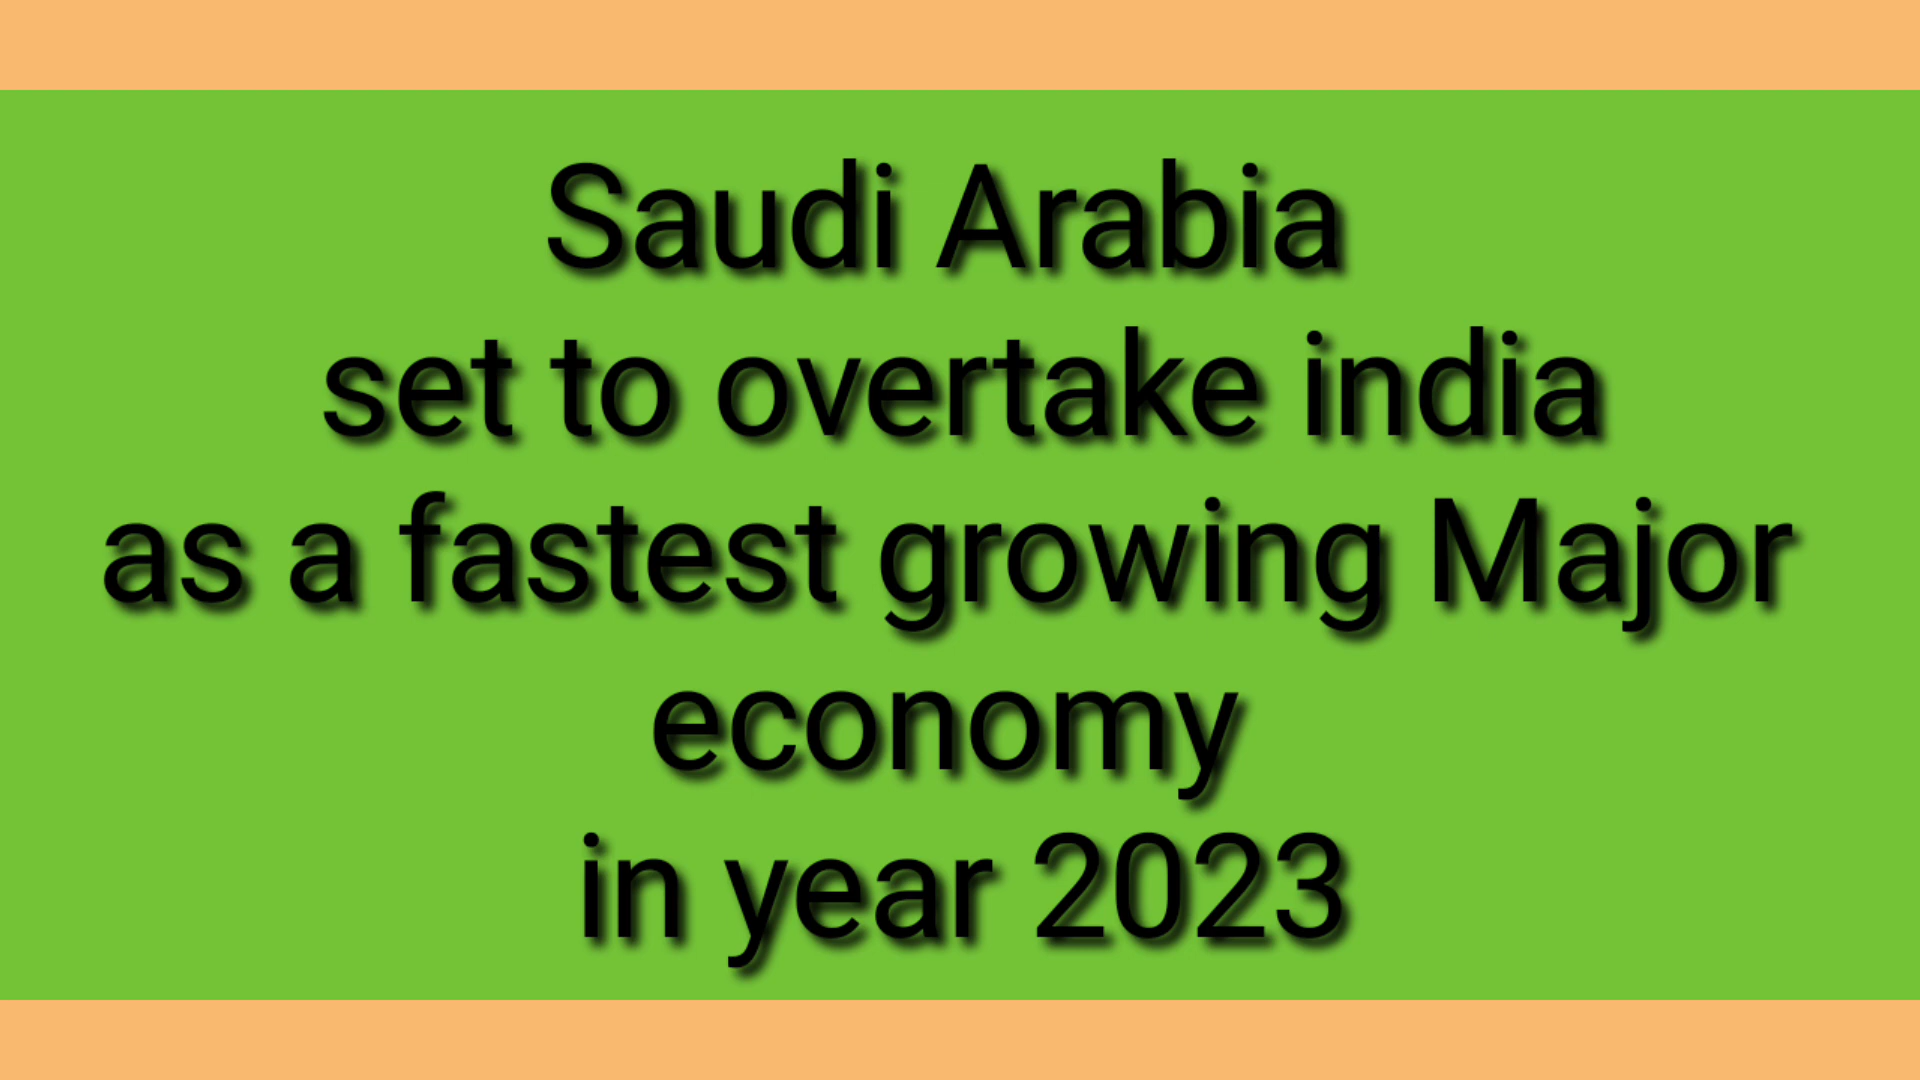 Saudi Arabia
set to overtake india
as a fastest growing Major
economy
in year 2023